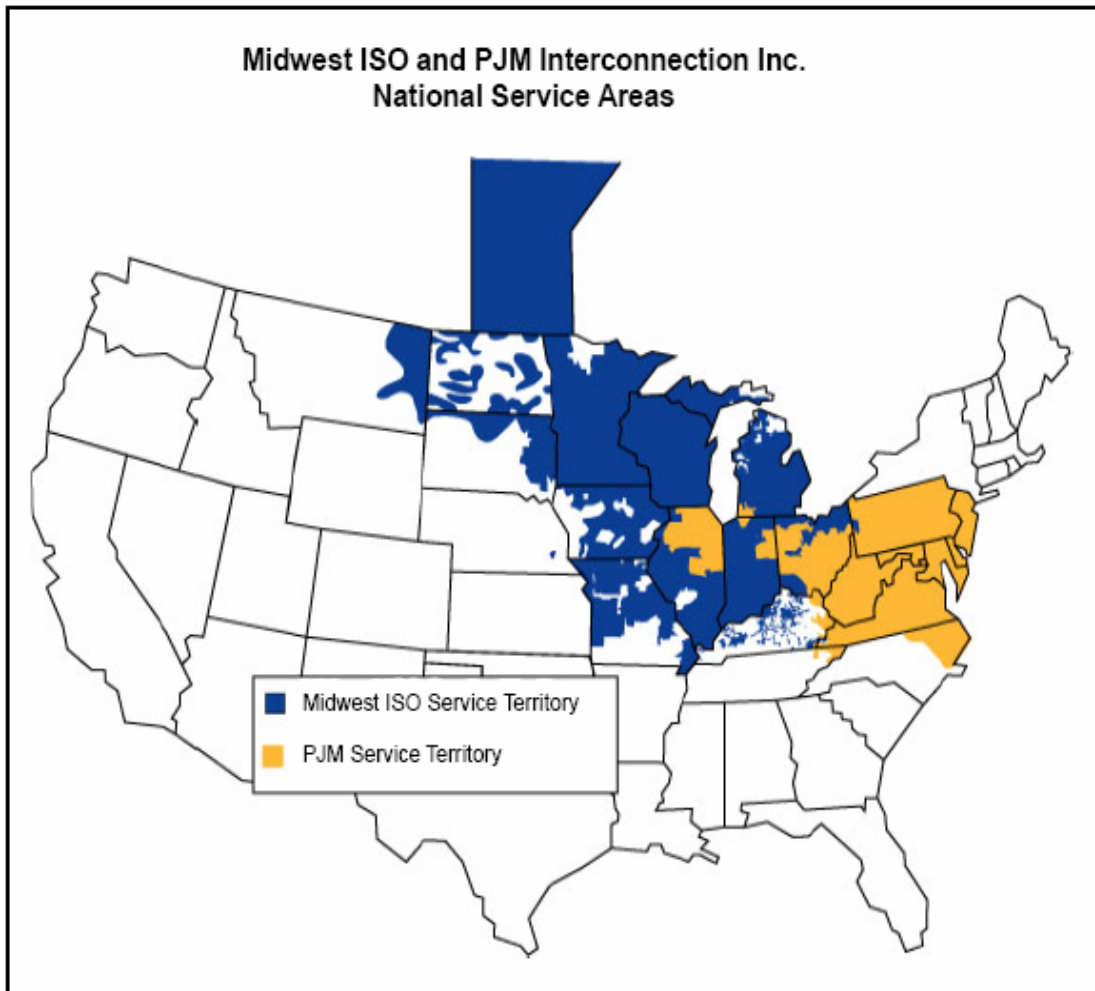 Midwest ISO and PJM Interconnection Inc.
National Service Areas
Midwest ISO Service Territory
PJM Service Territory